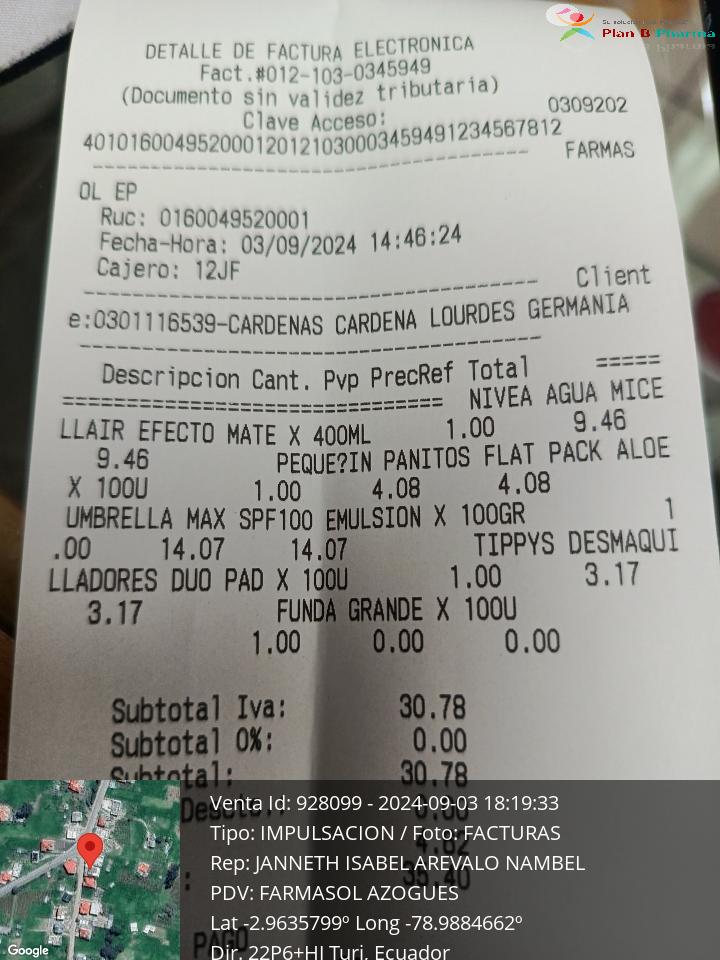 Plan B Pharma
DETALLE DE FACTURA ELECTRONICA
Fact.#012-103-0345949
(Documento sin validez tributaria)
Clave Acceso: 0309202
401016004952000120121030003459491234567812
FARMAS
OL EP
Ruc: 0160049520001
Fecha-Hora: 03/09/2024 14:46:24
Cajero: 12JF
Client
e:0301116539-CARDENAS CARDENA LOURDES GERMANIA
Descripcion Cant. Pvp PrecRef Total =====
============================== NIVEA AGUA MICE
LLAIR EFECTO MATE X 400ML 1.00 9.46
9.46 PEQUE?IN PANITOS FLAT PACK ALOE
X 100U 1.00 4.08 4.08
UMBRELLA MAX SPF100 EMULSION X 100GR 1
.00 14.07 14.07 TIPPYS DESMAQUI
LLADORES DUO PAD X 100U 1.00 3.17
3.17 FUNDA GRANDE X 100U
1.00 0.00 0.00
Subtotal Iva: 30.78
Subtotal 0%: 0.00
Subtotal: 30.78
Venta Id: 928099 - 2024-09-03 18:19:33
Tipo: IMPULSACION / Foto: FACTURAS
Rep: JANNETH ISABEL AREVALO NAMBEL
PDV: FARMASOL AZOGUES
Lat -2.9635799º Long -78.9884662º
Dir. 22P6+HJ Turi, Ecuador
PAGO
Google